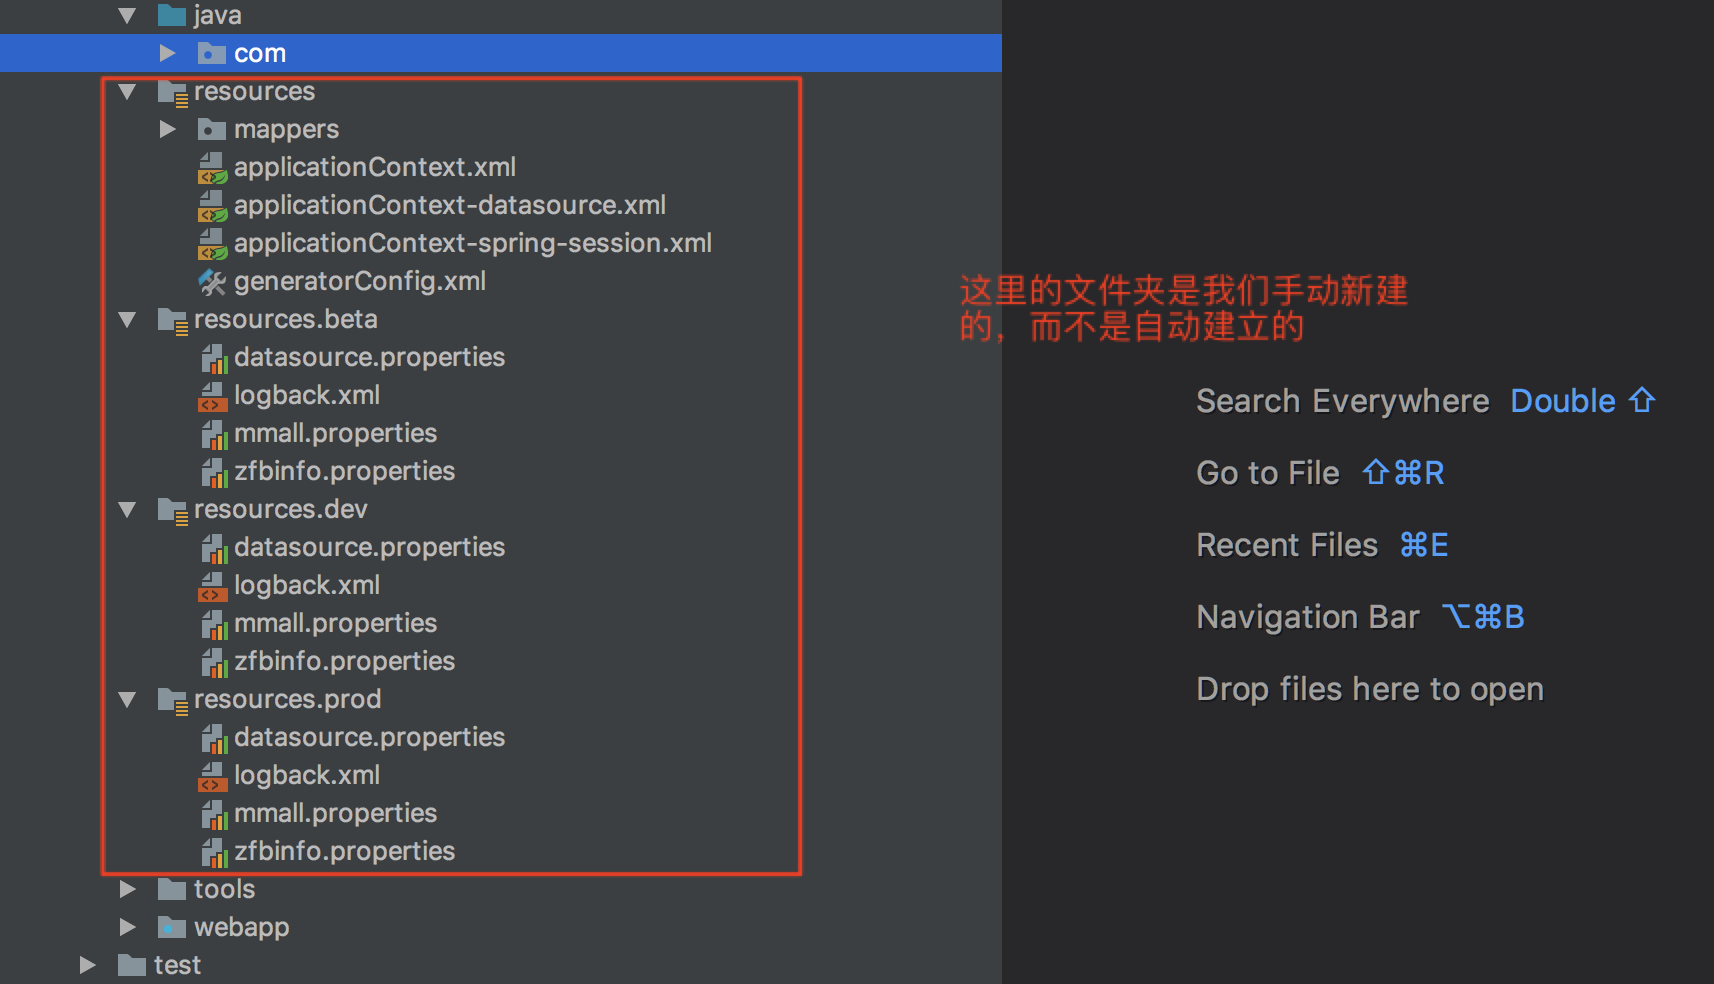 java
com
resources
mappers
applicationContext.xml
applicationContext-datasource.xml
applicationContext-spring-session.xml
generatorConfig.xml
resources.beta
datasource.properties
logback.xml
mmall.properties
zfbinfo.properties
resources.dev
datasource.properties
logback.xml
mmall.properties
zfbinfo.properties
resources.prod
datasource.properties
logback.xml
mmall.properties
zfbinfo.properties
tools
webapp
test
这里的文件夹是我们手动新建
的，而不是自动建立的
Search Everywhere Double ⇧
Go to File ⇧⌘R
Recent Files ⌘E
Navigation Bar ⌥⌘B
Drop files here to open